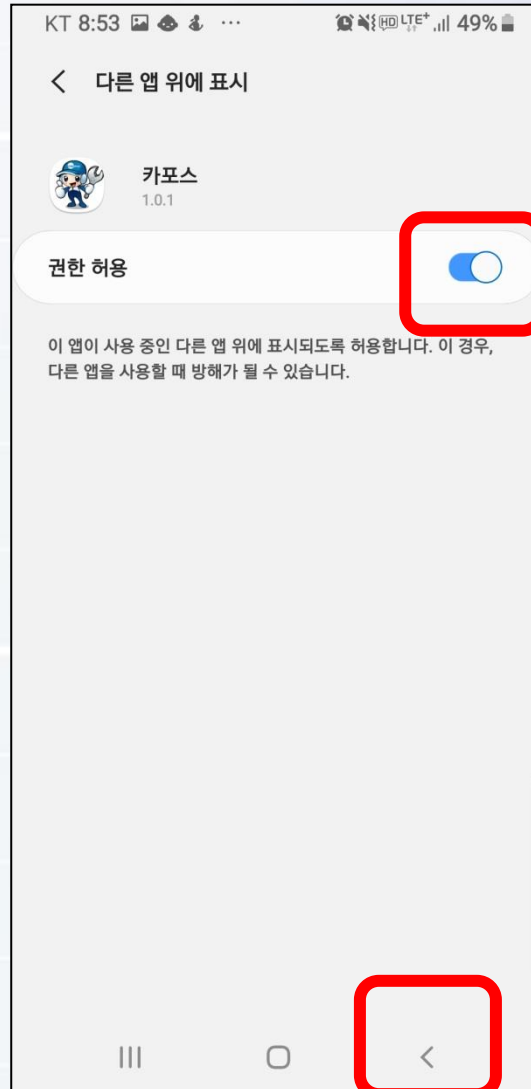 KT 8:53 HD LTE+ 49%
다른 앱 위에 표시
카포스
1.0.1
권한 허용
이 앱이 사용 중인 다른 앱 위에 표시되도록 허용합니다. 이 경우,
다른 앱을 사용할 때 방해가 될 수 있습니다.